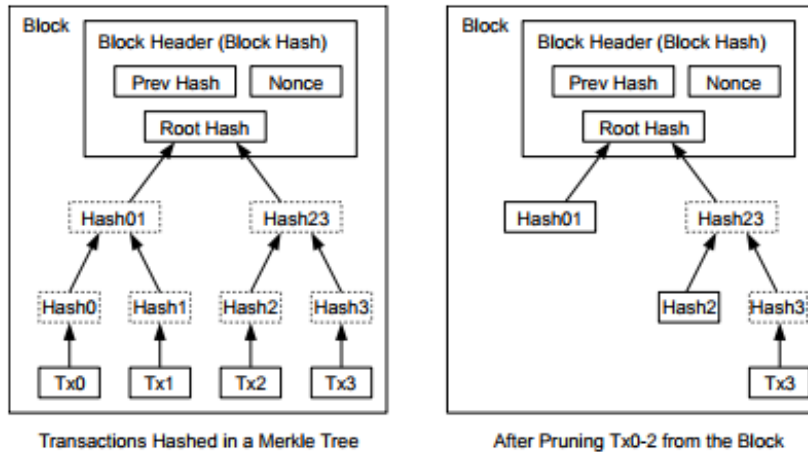 Block
Block Header (Block Hash)
Prev Hash
Nonce
Root Hash
Hash01
Hash23
Hash0
Hash1
Hash2
Hash3
Tx0
Tx1
Tx2
Tx3
Transactions Hashed in a Merkle Tree
Block
Block Header (Block Hash)
Prev Hash
Nonce
Root Hash
Hash01
Hash23
Hash2
Hash3
Tx3
After Pruning Tx0-2 from the Block